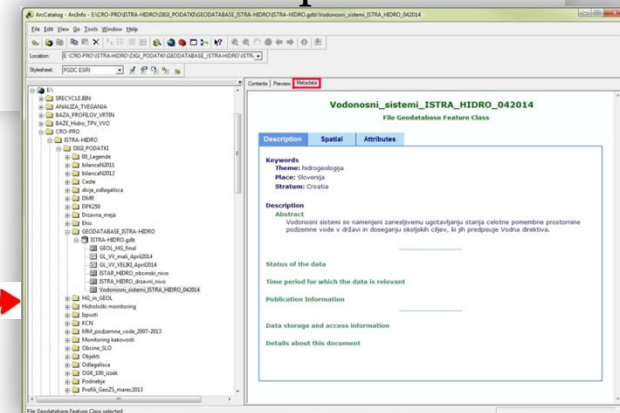 ArcCatalog - ArcInfo - E:\CRO-PRO\ISTRA-HIDRO\DIGI_PODATKI\GEODATABASE_ISTRA-HIDRO\ISTRA-HIDRO.gdb\Vodonosni_sistemi_ISTRA_HIDRO_042014
File Edit View Go Tools Window Help
Location:
Stylesheet: FGDC ESRI
Contents Preview Metadata
E:\
$RECYCLE.BIN
ANALIZA_TVEGANJA
BAZA_PROFILOV_VRTIN
BAZE_Hidro_TPV_VVO
CRO-PRO
ISTRA-HIDRO
DIGI_PODATKI
00_Legende
bilancaN2011
bilancaN2012
Ceste
divja_odlagalisca
DMR
DPK250
Drzavna_meja
Ehis
GEODATABASE_ISTRA-HIDRO
ISTRA-HIDRO.gdb
GEOL_HG_final
GL_VV_mali_April2014
GL_VV_VELIKI_April2014
ISTAR_HIDRO_obcinski_nivo
ISTRA_HIDRO_drzavni_nivo
Vodonosni_sistemi_ISTRA_HIDRO_042014
HG_in_GEOL
Hidrološki monitoring
Izpusti
KCN
MM_podzemne_vode_2007-2013
Monitoring kakovosti
Obcine_SLO
Objekti
Odlagalisca
OGK_100_izsek
Podnetje
Profili_GeoZS_marec2013
Vodonosni_sistemi_ISTRA_HIDRO_042014
File Geodatabase Feature Class
Description Spatial Attributes
Keywords
Theme: hidrogeologija
Place: Slovenija
Stratum: Croatia
Description
Abstract
Vodonosni sistemi so namenjeni zanesljivemu ugotavljanju stanja celotne pomembne prostornine
podzemne vode v državi in doseganju okoljskih ciljev, ki jih predpisuje Vodna direktiva.
Status of the data
Time period for which the data is relevant
Publication Information
Data storage and access information
Details about this document
File Geodatabase Feature Class selected